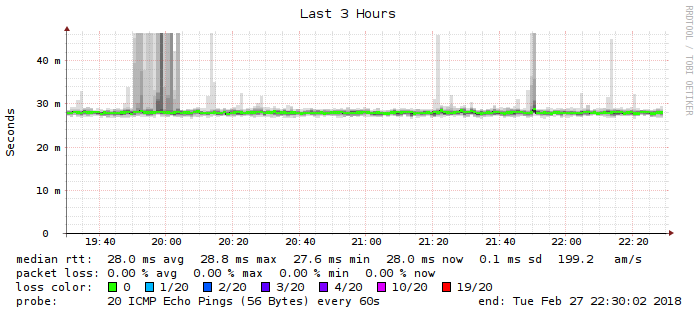 Last 3 Hours
RRDTOOL / TOBI OETIKER
Seconds
40 m
30 m
20 m
10 m
0
19:40 20:00 20:20 20:40 21:00 21:20 21:40 22:00 22:20
median rtt: 28.0 ms avg 28.8 ms max 27.6 ms min 28.0 ms now 0.1 ms sd 199.2 am/s
packet loss: 0.00 % avg 0.00 % max 0.00 % min 0.00 % now
loss color: 0 1/20 2/20 3/20 4/20 10/20 19/20
probe: 20 ICMP Echo Pings (56 Bytes) every 60s end: Tue Feb 27 22:30:02 2018